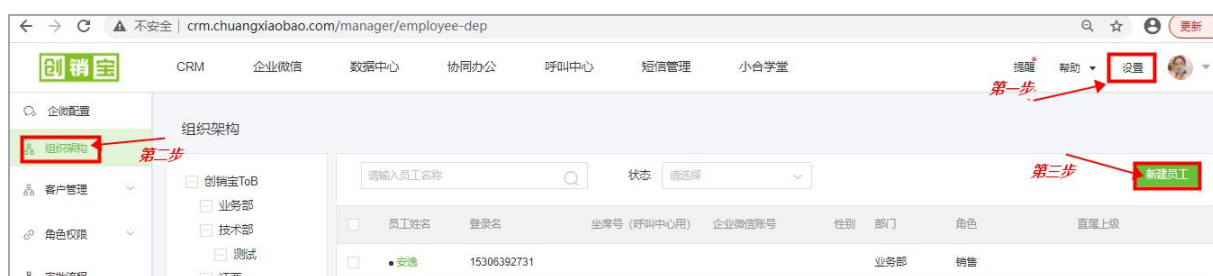 不安全 crm.chuangxiaobao.com/manager/employee-dep 更新
创销宝 CRM 企业微信 数据中心 协同办公 呼叫中心 短信管理 小合学堂 提醒 帮助 设置
第一步.
企微配置
组织架构
组织架构
第二步
请输入员工名称 状态 请选择 第三步 新建员工
创销宝ToB
客户管理
业务部
员工姓名 登录名 坐席号（呼叫中心用） 企业微信账号 性别 部门 角色 直属上级
角色权限
技术部
测试
安逸 15306392731 业务部 销售
审批流程
江西